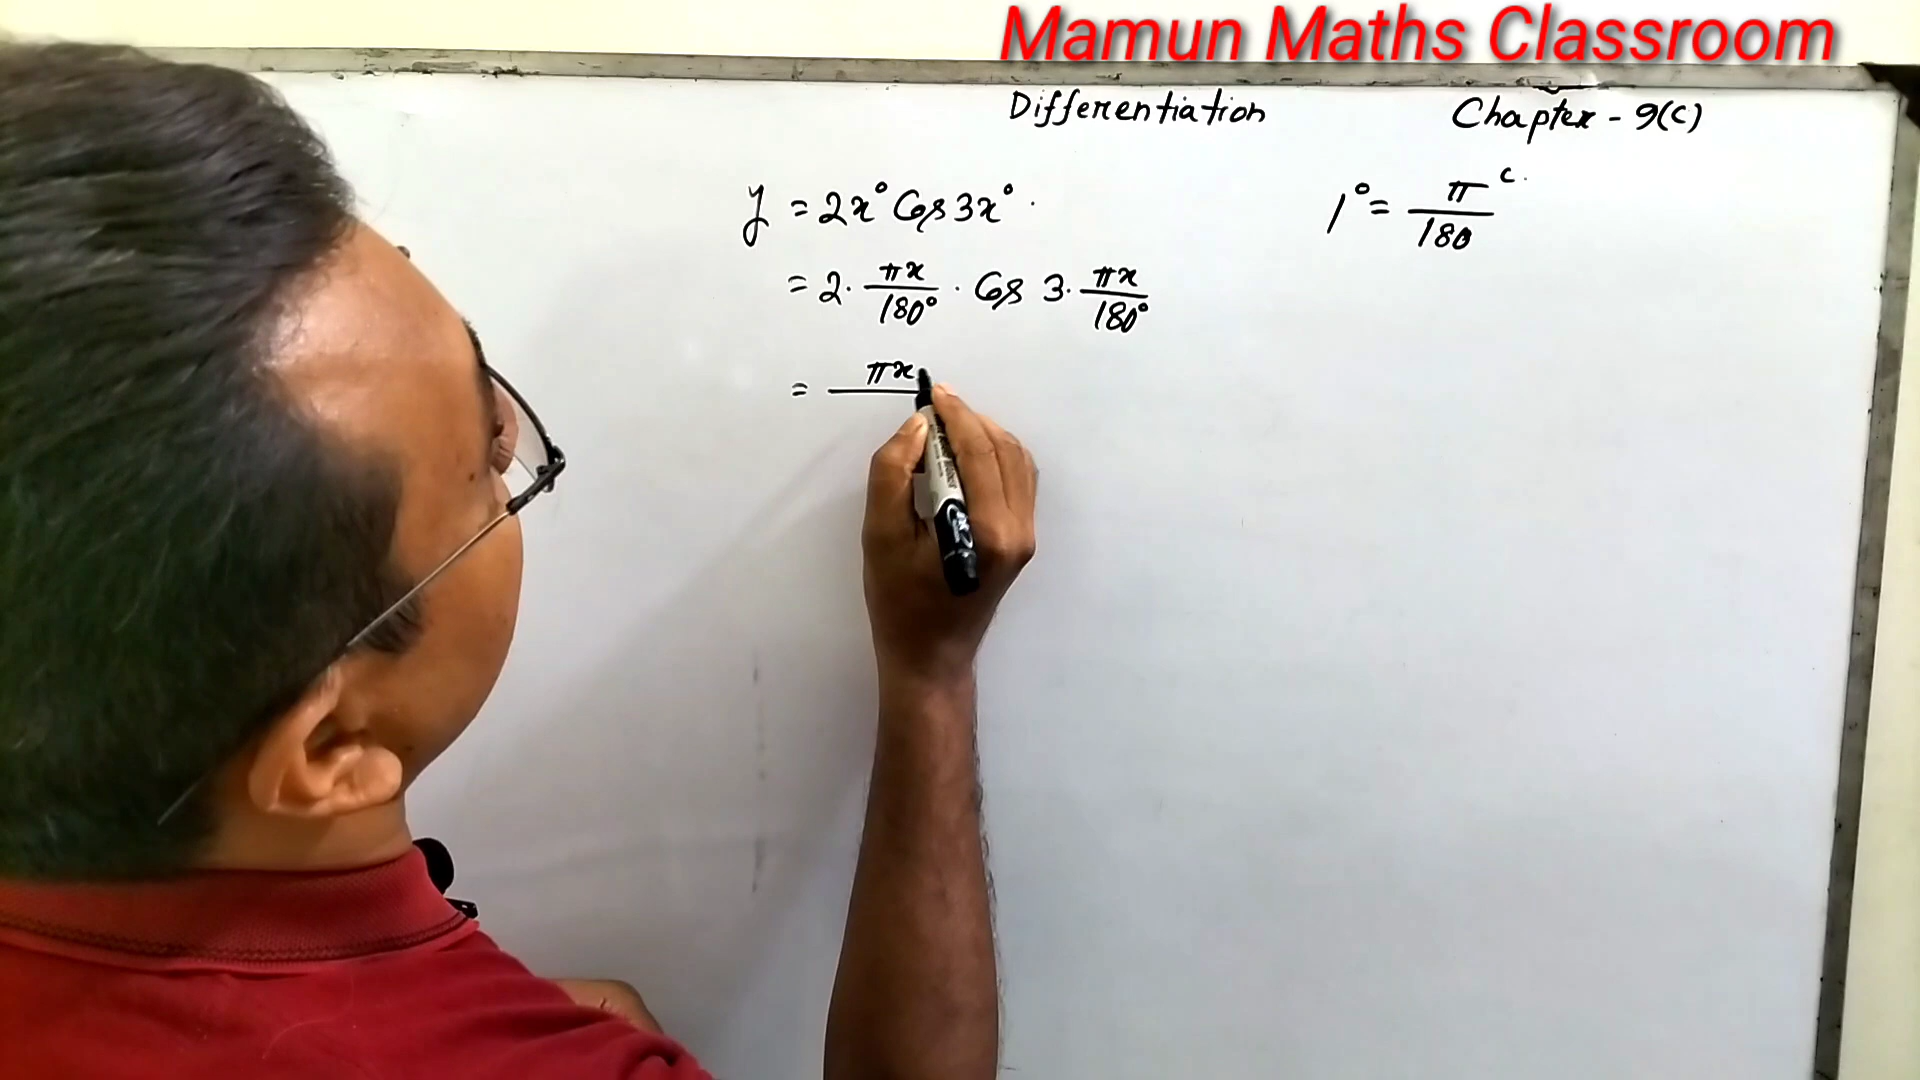 Mamun Maths Classroom
Differentiation
Chapter - 9(c)
y = 2x° Cos 3x°
1° = π/180 ᶜ
= 2 · πx/180° · Cos 3 · πx/180°
= πx